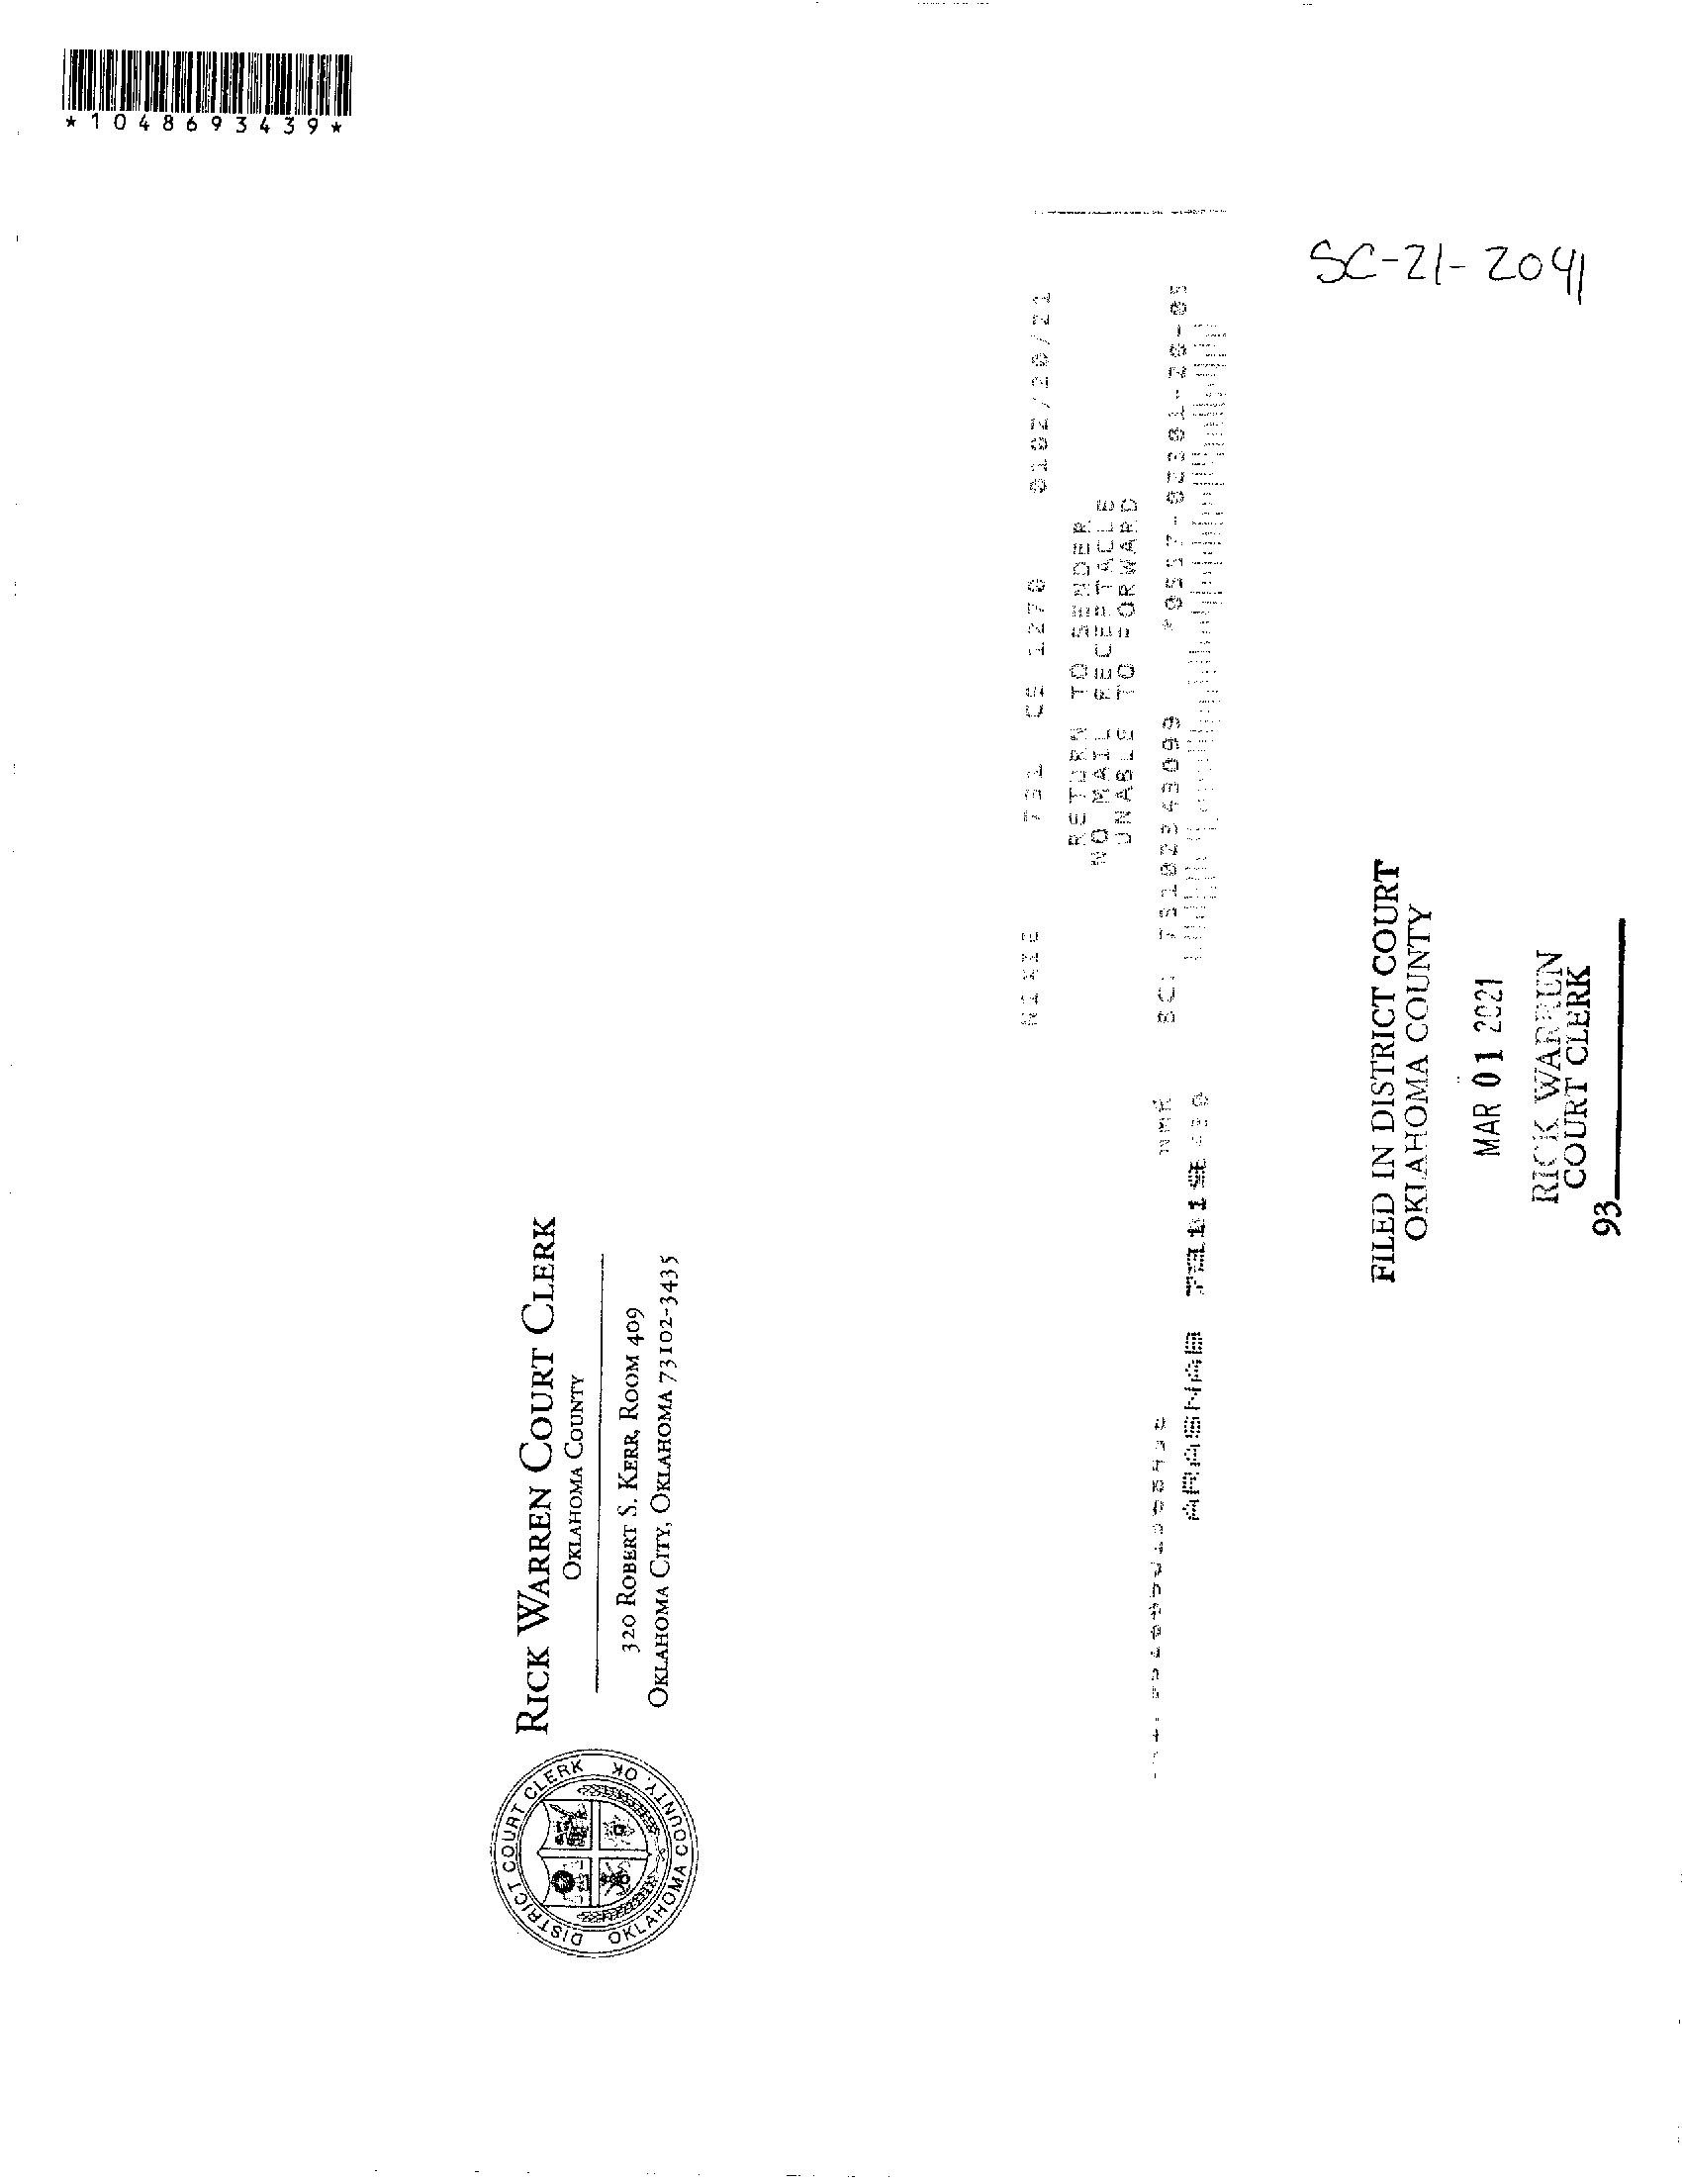 *1048693439*
SC-21-2041
RICK WARREN COURT CLERK
OKLAHOMA COUNTY
320 ROBERT S. KERR, ROOM 409
OKLAHOMA CITY, OKLAHOMA 73102-3435
DISTRICT COURT CLERK
OKLAHOMA COUNTY, OK
NIXIE 731 CE 1270 0102/28/21
RETURN TO SENDER
NO MAIL RECEPTACLE
UNABLE TO FORWARD
NMR BC: 73102343099 *0557-02381-28-05
FILED IN DISTRICT COURT
OKLAHOMA COUNTY
MAR 01 2021
RICK WARREN
COURT CLERK
93